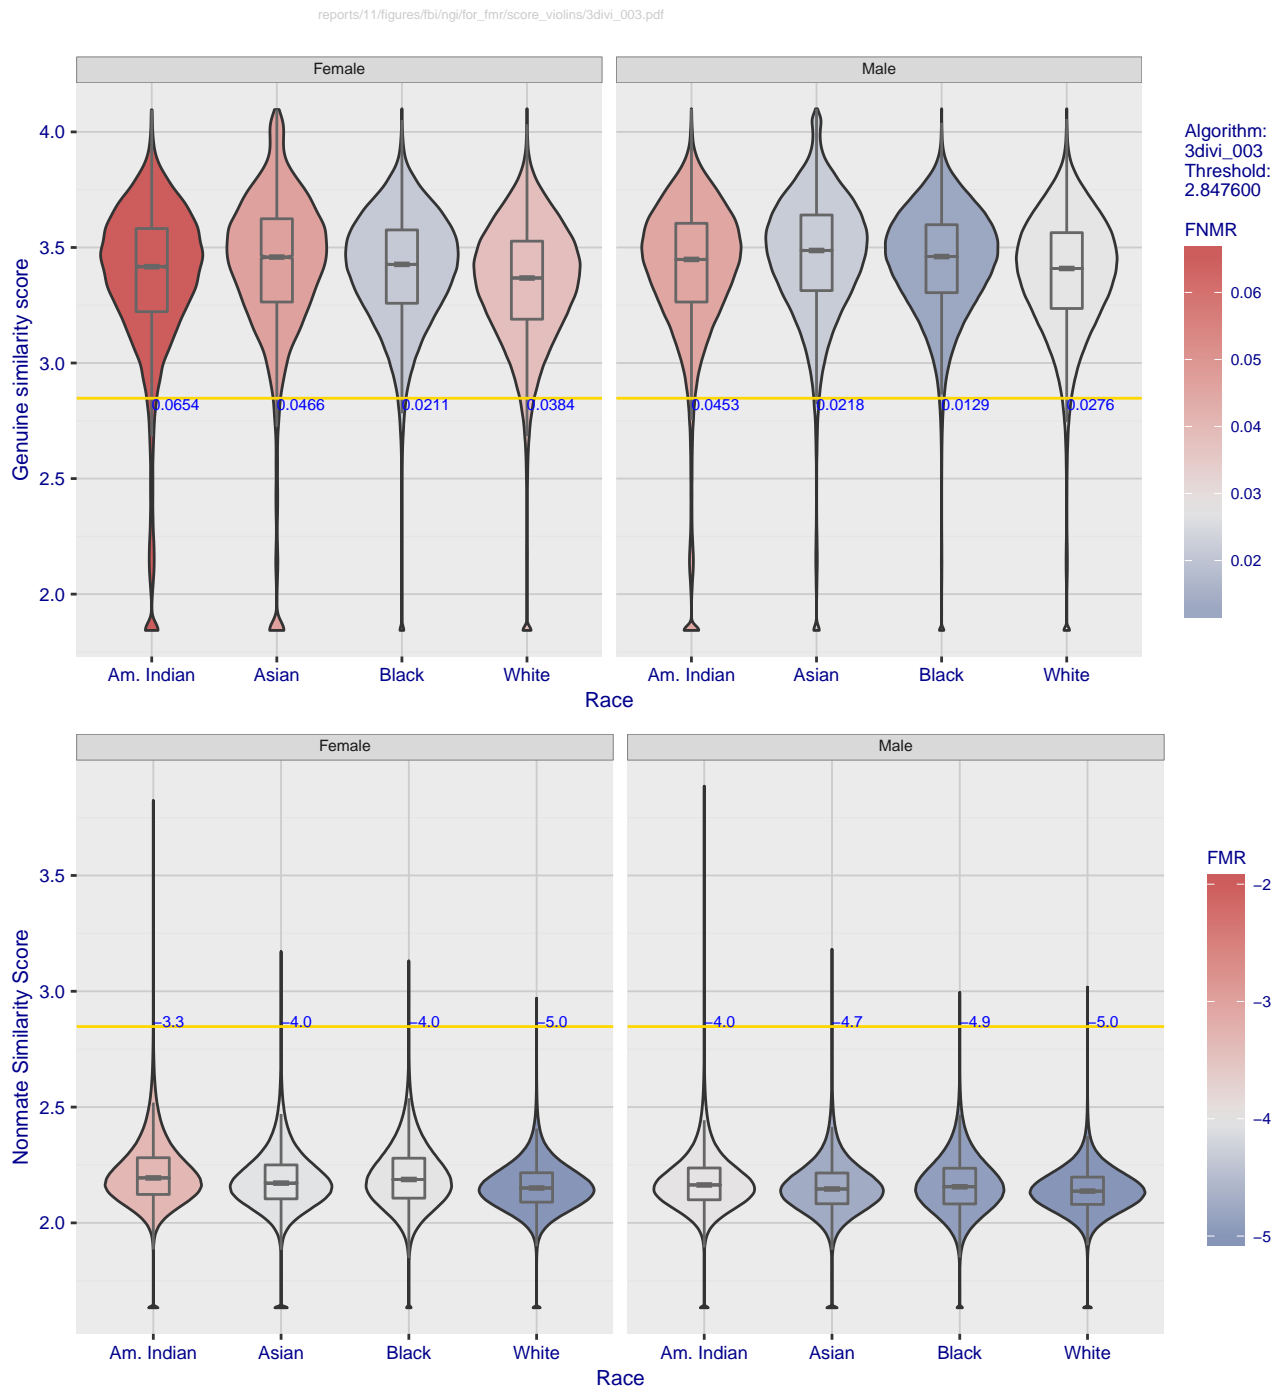 reports/11/figures/fbi/ngi/for_fmr/score_violins/3divi_003.pdf
Female
Male
Genuine similarity score
4.0
3.5
3.0
2.5
2.0
0.0654
0.0466
0.0211
0.0384
0.0453
0.0218
0.0129
0.0276
Am. Indian
Asian
Black
White
Am. Indian
Asian
Black
White
Race
Algorithm:
3divi_003
Threshold:
2.847600
FNMR
0.06
0.05
0.04
0.03
0.02
Female
Male
Nonmate Similarity Score
3.5
3.0
2.5
2.0
−3.3
−4.0
−4.0
−5.0
−4.0
−4.7
−4.9
−5.0
Am. Indian
Asian
Black
White
Am. Indian
Asian
Black
White
Race
FMR
−2
−3
−4
−5